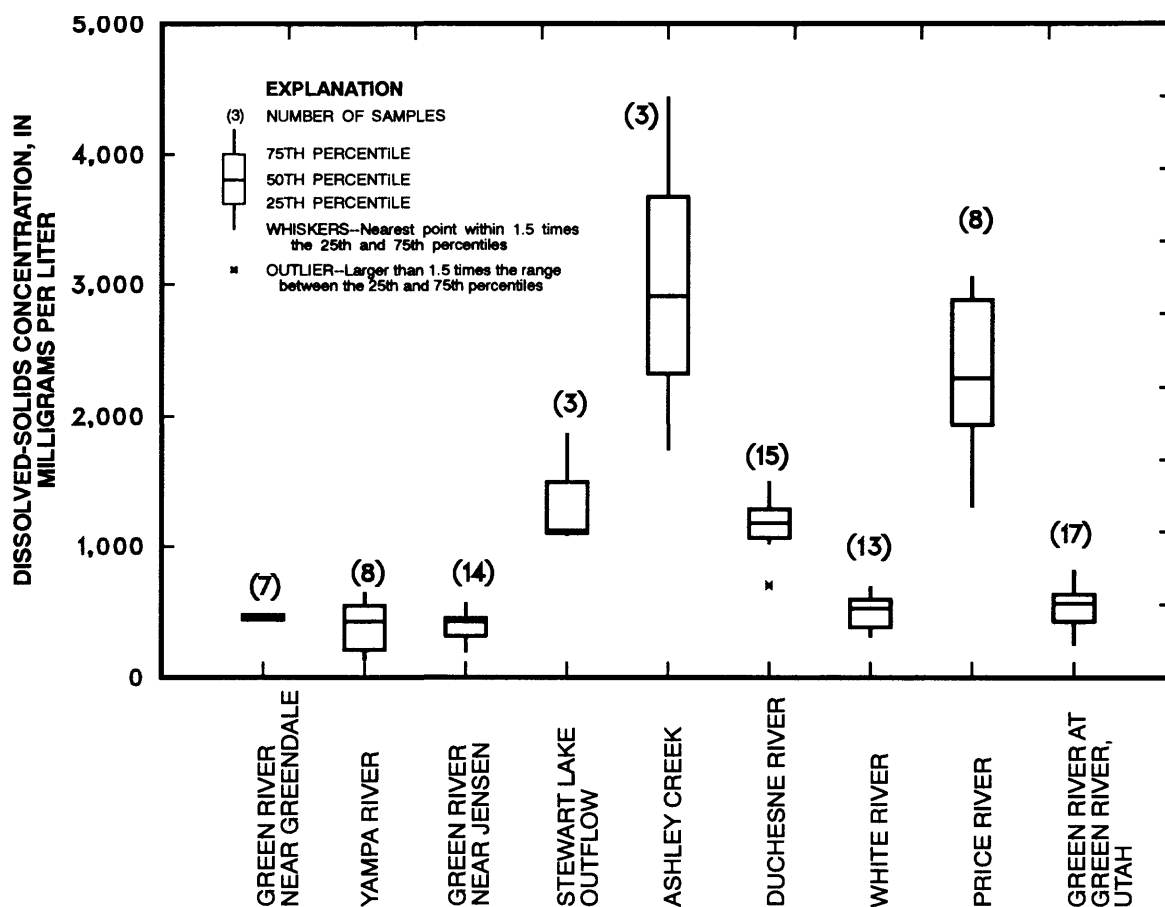 5,000
4,000
3,000
2,000
1,000
0
DISSOLVED-SOLIDS CONCENTRATION, IN
MILLIGRAMS PER LITER
EXPLANATION
(3) NUMBER OF SAMPLES
75TH PERCENTILE
50TH PERCENTILE
25TH PERCENTILE
WHISKERS--Nearest point within 1.5 times
the 25th and 75th percentiles
OUTLIER--Larger than 1.5 times the range
between the 25th and 75th percentiles
(7)
(8)
(14)
(3)
(3)
(15)
(13)
(8)
(17)
GREEN RIVER
NEAR GREENDALE
YAMPA RIVER
GREEN RIVER
NEAR JENSEN
STEWART LAKE
OUTFLOW
ASHLEY CREEK
DUCHESNE RIVER
WHITE RIVER
PRICE RIVER
GREEN RIVER AT
GREEN RIVER,
UTAH